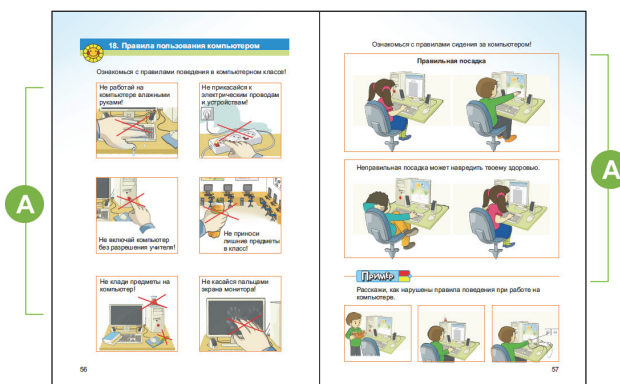 18. Правила пользования компьютером
Ознакомься с правилами поведения в компьютерном классе!
Не работай на
компьютере влажными
руками!
Не прикасайся к
электрическим проводам
и устройствам!
Не включай компьютер
без разрешения учителя!
Не приноси
лишние предметы
в класс!
Не клади предметы на
компьютер!
Не касайся пальцами
экрана монитора!
56
A
Ознакомься с правилами сидения за компьютером!
Правильная посадка
Неправильная посадка может навредить твоему здоровью.
Пример
Расскажи, как нарушены правила поведения при работе на
компьютере.
57
A